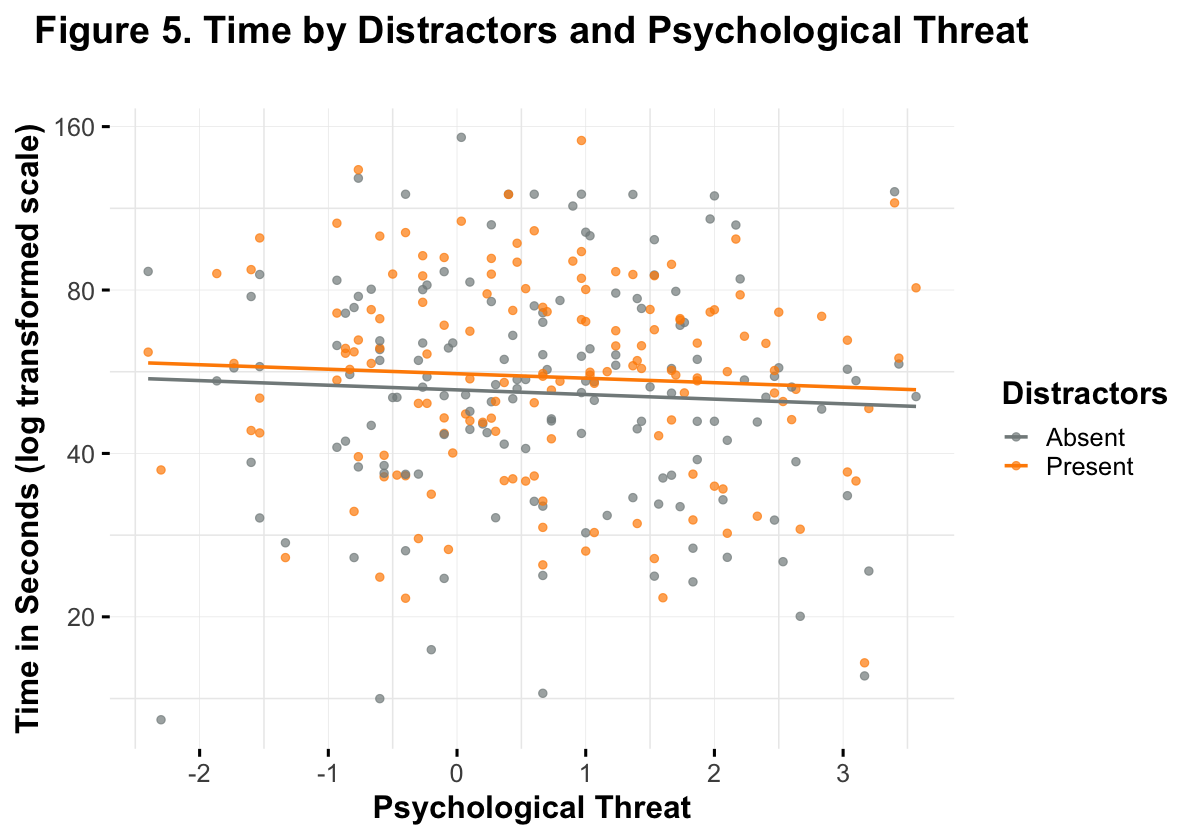 Figure 5. Time by Distractors and Psychological Threat
Time in Seconds (log transformed scale)
160
80
40
20
-2 -1 0 1 2 3
Psychological Threat
Distractors
Absent
Present